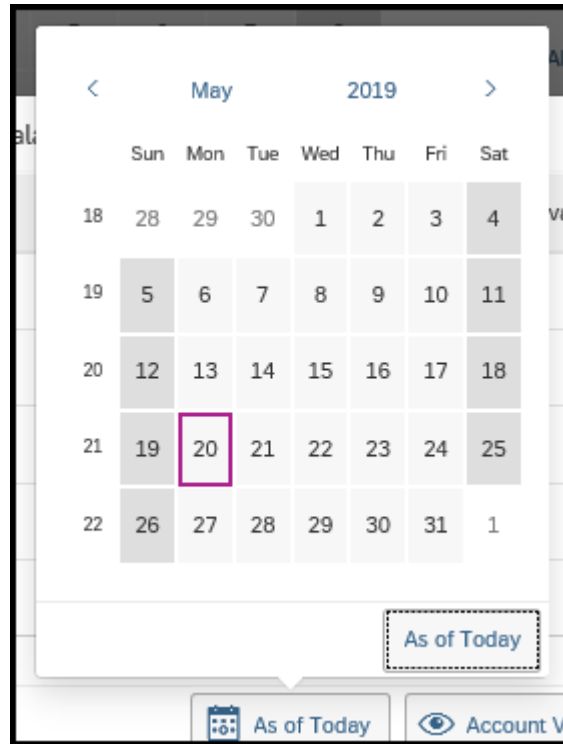 May 2019
Sun Mon Tue Wed Thu Fri Sat
18 28 29 30 1 2 3 4
19 5 6 7 8 9 10 11
20 12 13 14 15 16 17 18
21 19 20 21 22 23 24 25
22 26 27 28 29 30 31 1
As of Today
As of Today Account V